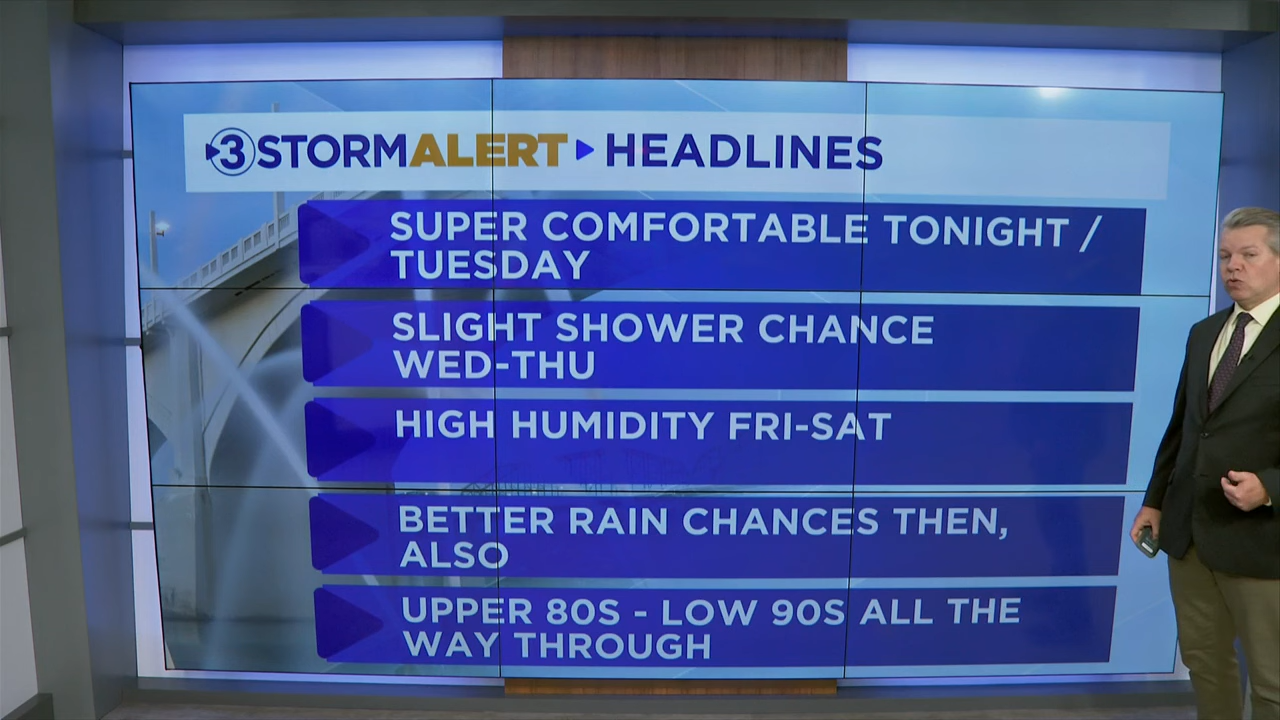 3 STORMALERT HEADLINES
SUPER COMFORTABLE TONIGHT /
TUESDAY
SLIGHT SHOWER CHANCE
WED-THU
HIGH HUMIDITY FRI-SAT
BETTER RAIN CHANCES THEN,
ALSO
UPPER 80S - LOW 90S ALL THE
WAY THROUGH